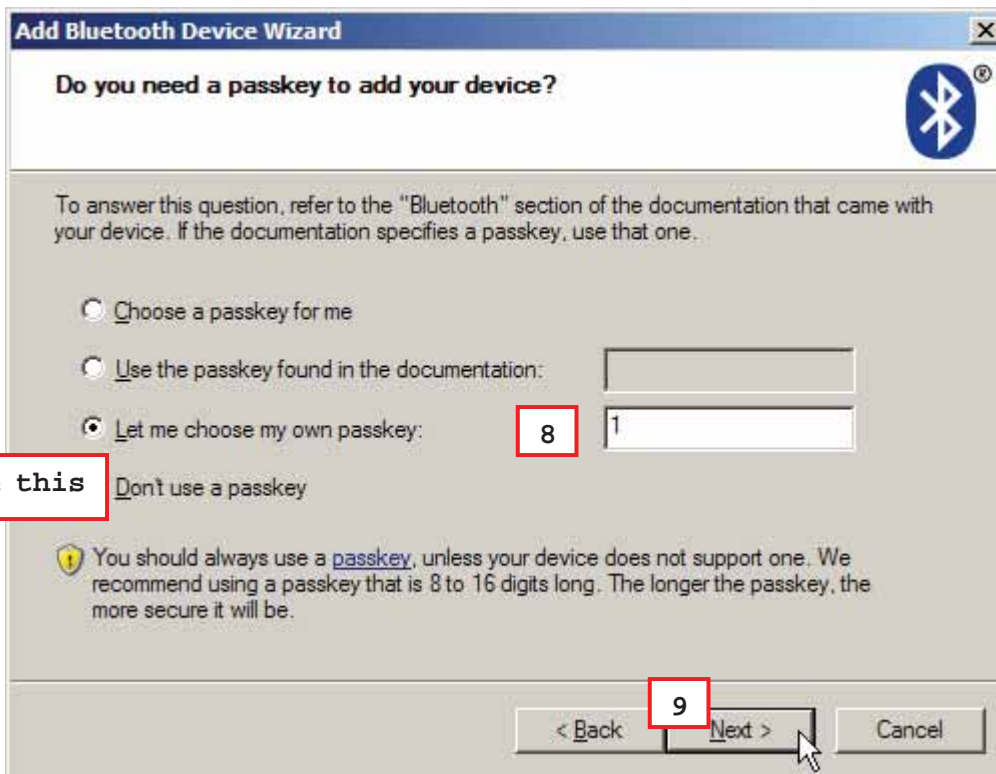 Add Bluetooth Device Wizard
Do you need a passkey to add your device?
®
To answer this question, refer to the "Bluetooth" section of the documentation that came with
your device. If the documentation specifies a passkey, use that one.
Choose a passkey for me
Use the passkey found in the documentation:
Let me choose my own passkey:
8
1
this
Don't use a passkey
You should always use a passkey, unless your device does not support one. We
recommend using a passkey that is 8 to 16 digits long. The longer the passkey, the
more secure it will be.
9
< Back
Next >
Cancel